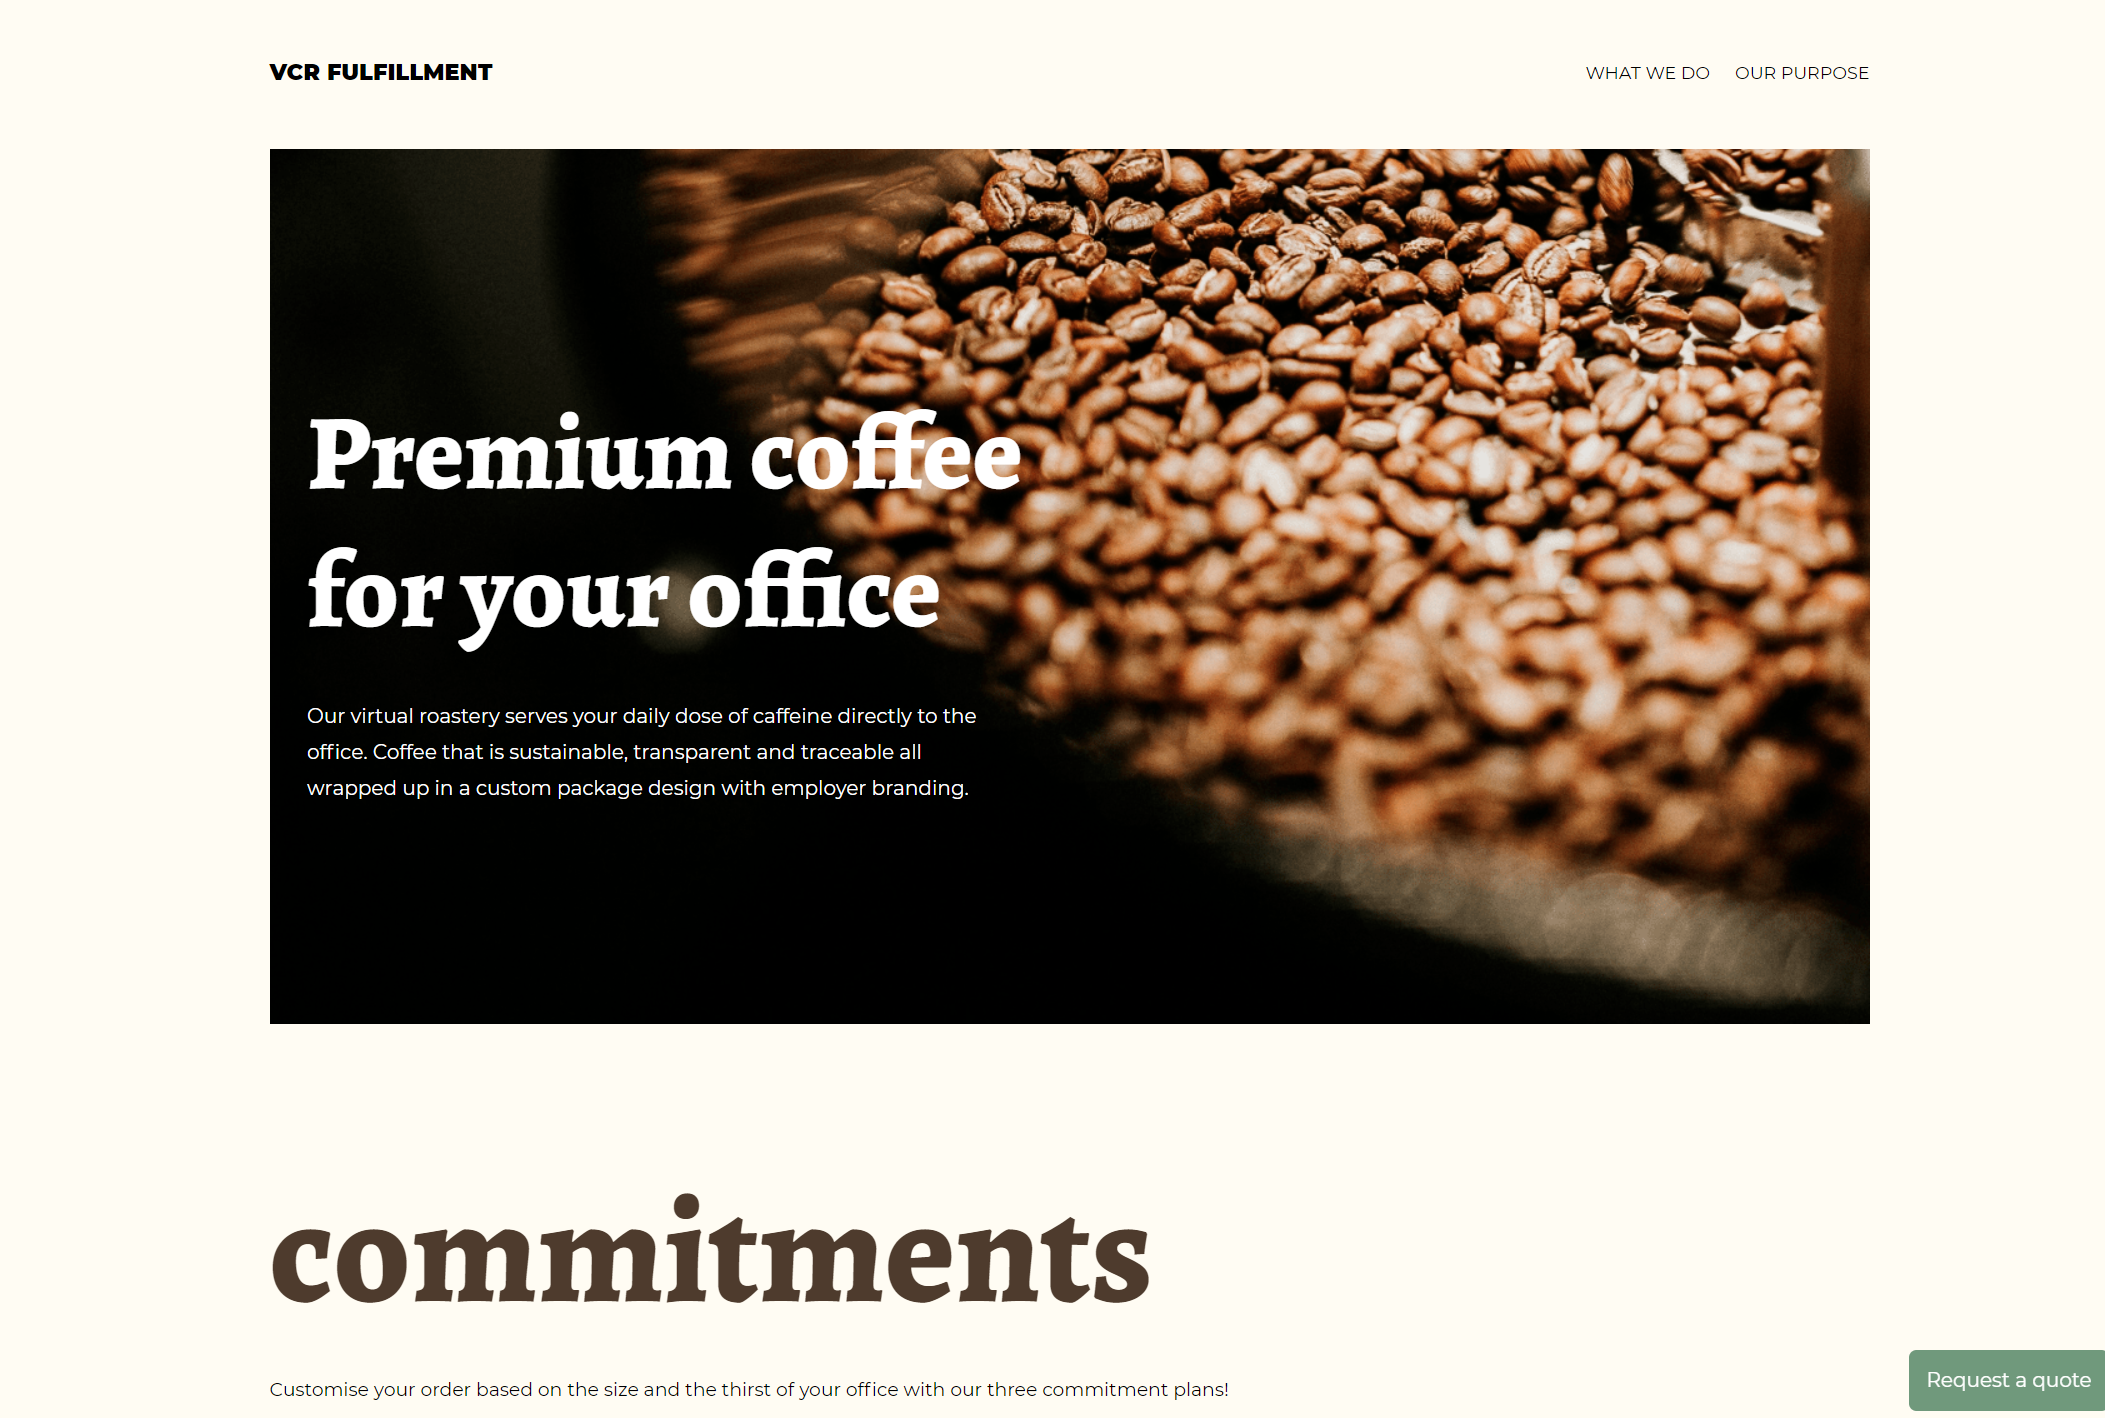 VCR FULFILLMENT
WHAT WE DO
OUR PURPOSE
Premium coffee
for your office
Our virtual roastery serves your daily dose of caffeine directly to the
office. Coffee that is sustainable, transparent and traceable all
wrapped up in a custom package design with employer branding.
commitments
Customise your order based on the size and the thirst of your office with our three commitment plans!
Request a quote